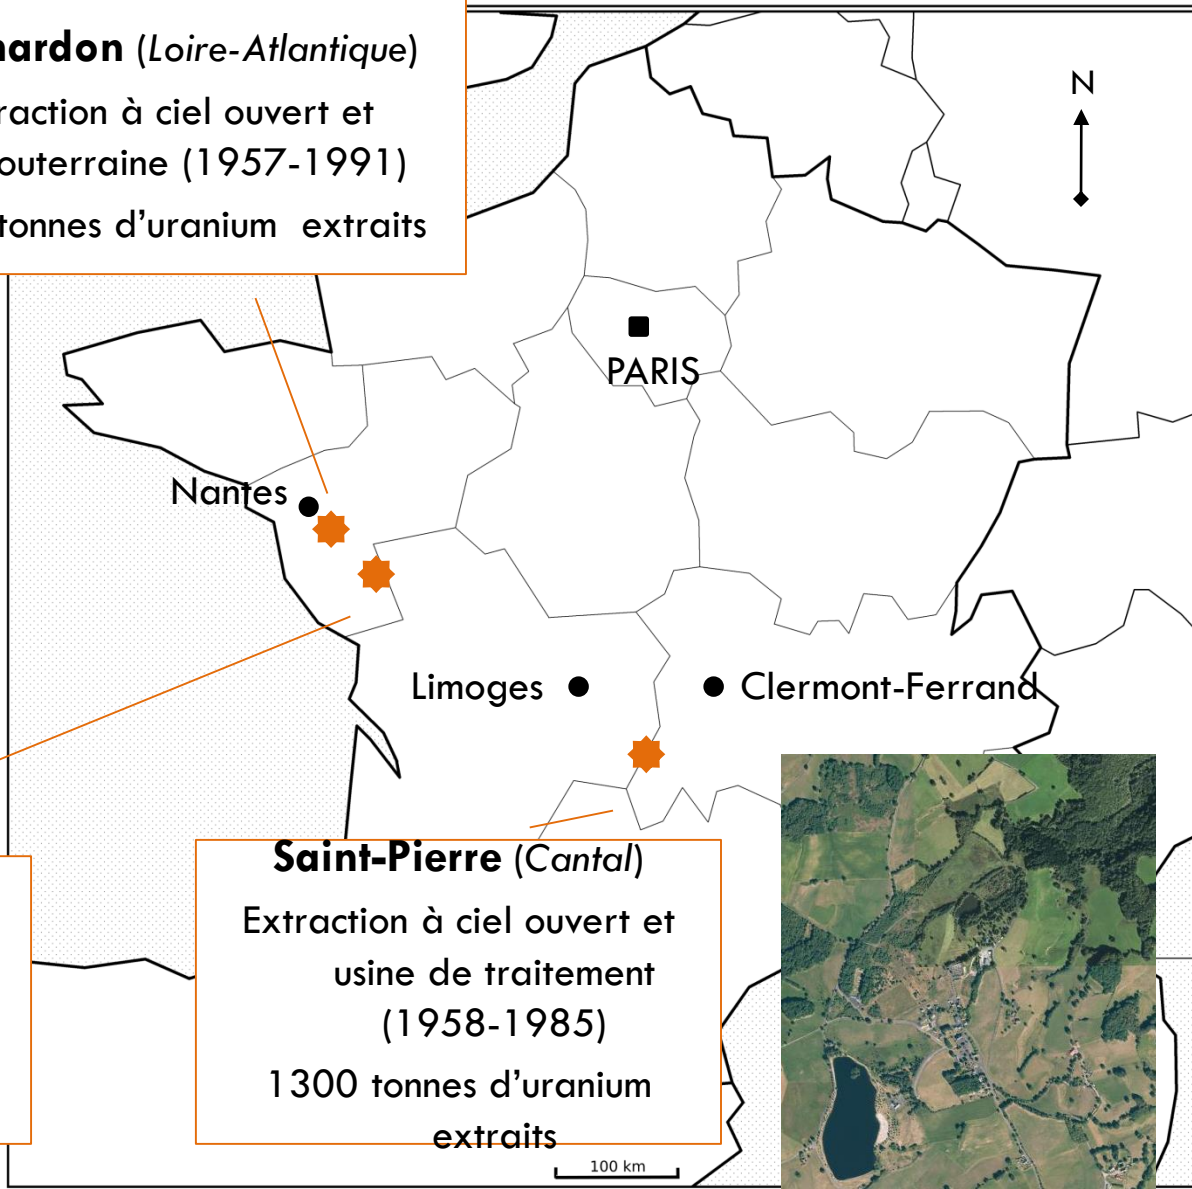 hardon (Loire-Atlantique)
raction à ciel ouvert et
outerraine (1957-1991)
tonnes d’uranium extraits
N
PARIS
Nantes
Limoges
Clermont-Ferrand
Saint-Pierre (Cantal)
Extraction à ciel ouvert et
usine de traitement
(1958-1985)
1300 tonnes d’uranium
extraits
100 km